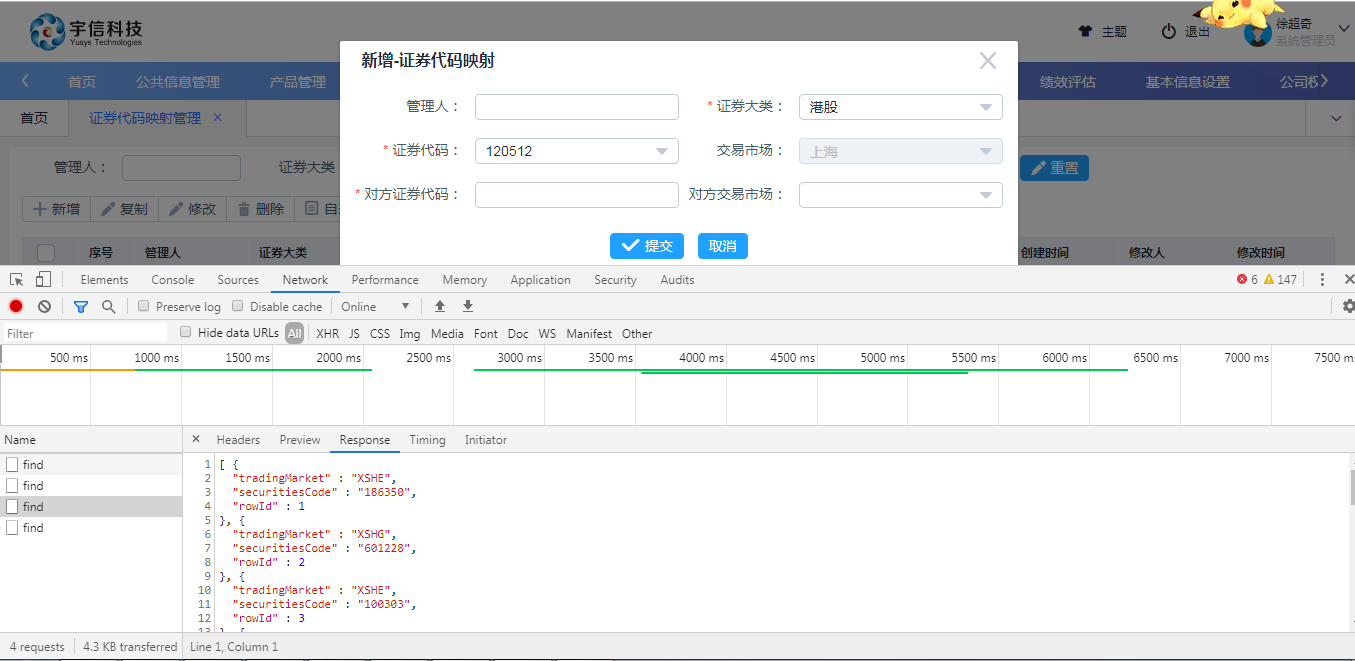 宇信科技
Yusys Technologies
主题 退出 徐超奇
系统管理员
首页 公共信息管理 产品管理 绩效评估 基本信息设置 公司权
首页 证券代码映射管理 ×
管理人： 证券大类 重置
新增 复制 修改 删除
序号 管理人 证券大类 创建时间 修改人 修改时间
新增-证券代码映射
管理人： * 证券大类： 港股
* 证券代码： 120512 交易市场： 上海
* 对方证券代码： 对方交易市场：
提交 取消
Elements Console Sources Network Performance Memory Application Security Audits 6 147
Preserve log Disable cache Online
Filter Hide data URLs All XHR JS CSS Img Media Font Doc WS Manifest Other
500 ms 1000 ms 1500 ms 2000 ms 2500 ms 3000 ms 3500 ms 4000 ms 4500 ms 5000 ms 5500 ms 6000 ms 6500 ms 7000 ms 7500 m
Name × Headers Preview Response Timing Initiator
find
find
find
find
1 [ {
2 "tradingMarket" : "XSHE",
3 "securitiesCode" : "186350",
4 "rowId" : 1
5 }, {
6 "tradingMarket" : "XSHG",
7 "securitiesCode" : "601228",
8 "rowId" : 2
9 }, {
10 "tradingMarket" : "XSHE",
11 "securitiesCode" : "100303",
12 "rowId" : 3
13 }, {
4 requests 4.3 KB transferred Line 1, Column 1